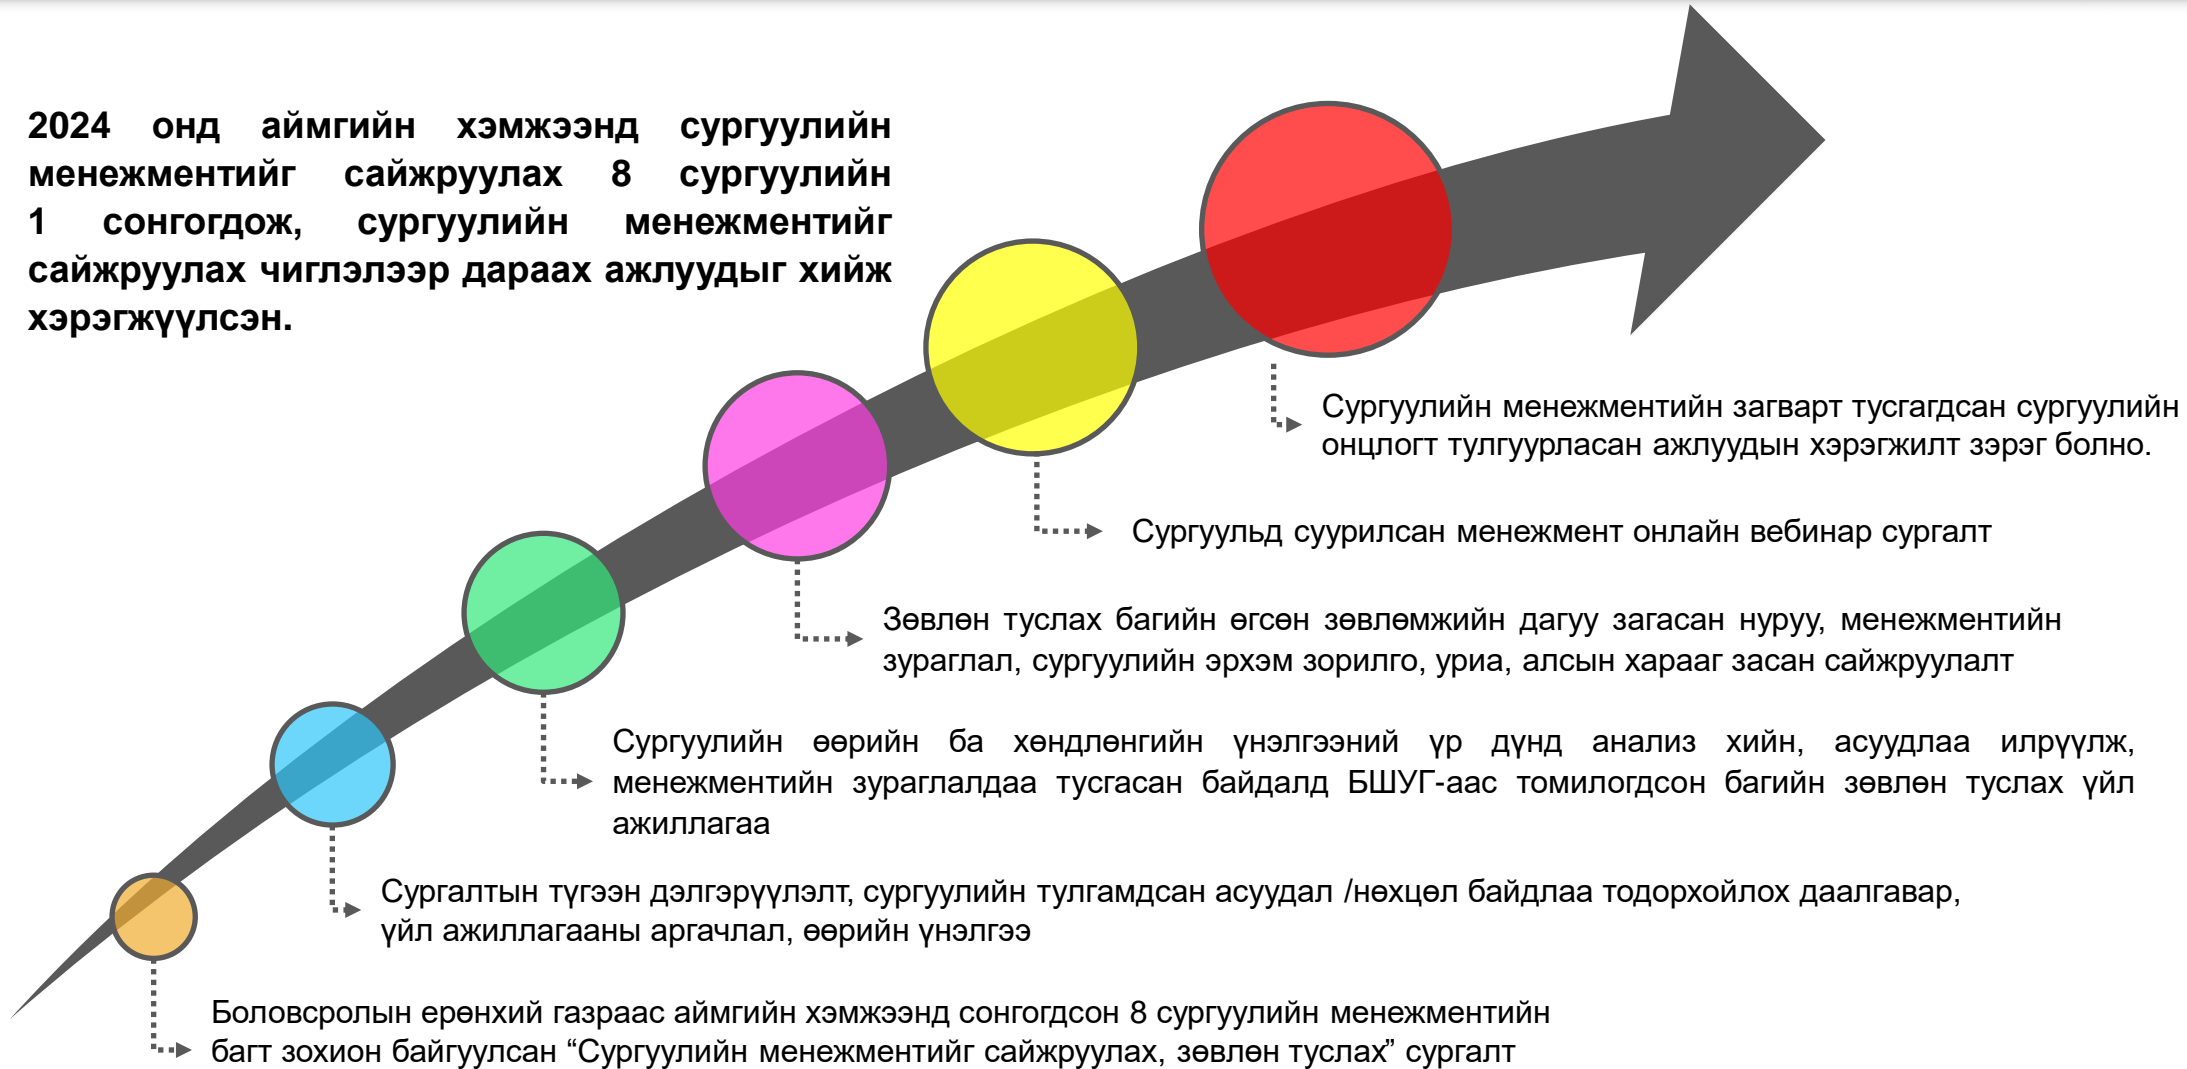 2024 онд аймгийн хэмжээнд сургуулийн
менежментийг сайжруулах 8 сургуулийн
1 сонгогдож, сургуулийн менежментийг
сайжруулах чиглэлээр дараах ажлуудыг хийж
хэрэгжүүлсэн.
Сургуулийн менежментийн загварт тусгагдсан сургуулийн
онцлогт тулгуурласан ажлуудын хэрэгжилт зэрэг болно.
Сургуульд суурилсан менежмент онлайн вебинар сургалт
Зөвлөн туслах багийн өгсөн зөвлөмжийн дагуу загасан нуруу, менежментийн
зураглал, сургуулийн эрхэм зорилго, уриа, алсын харааг засан сайжруулалт
Сургуулийн өөрийн ба хөндлөнгийн үнэлгээний үр дүнд анализ хийн, асуудлаа илрүүлж,
менежментийн зураглалдаа тусгасан байдалд БШУГ-аас томилогдсон багийн зөвлөн туслах үйл
ажиллагаа
Сургалтын түгээн дэлгэрүүлэлт, сургуулийн тулгамдсан асуудал /нөхцөл байдлаа тодорхойлох даалгавар,
үйл ажиллагааны аргачлал, өөрийн үнэлгээ
Боловсролын ерөнхий газраас аймгийн хэмжээнд сонгогдсон 8 сургуулийн менежментийн
багт зохион байгуулсан “Сургуулийн менежментийг сайжруулах, зөвлөн туслах” сургалт